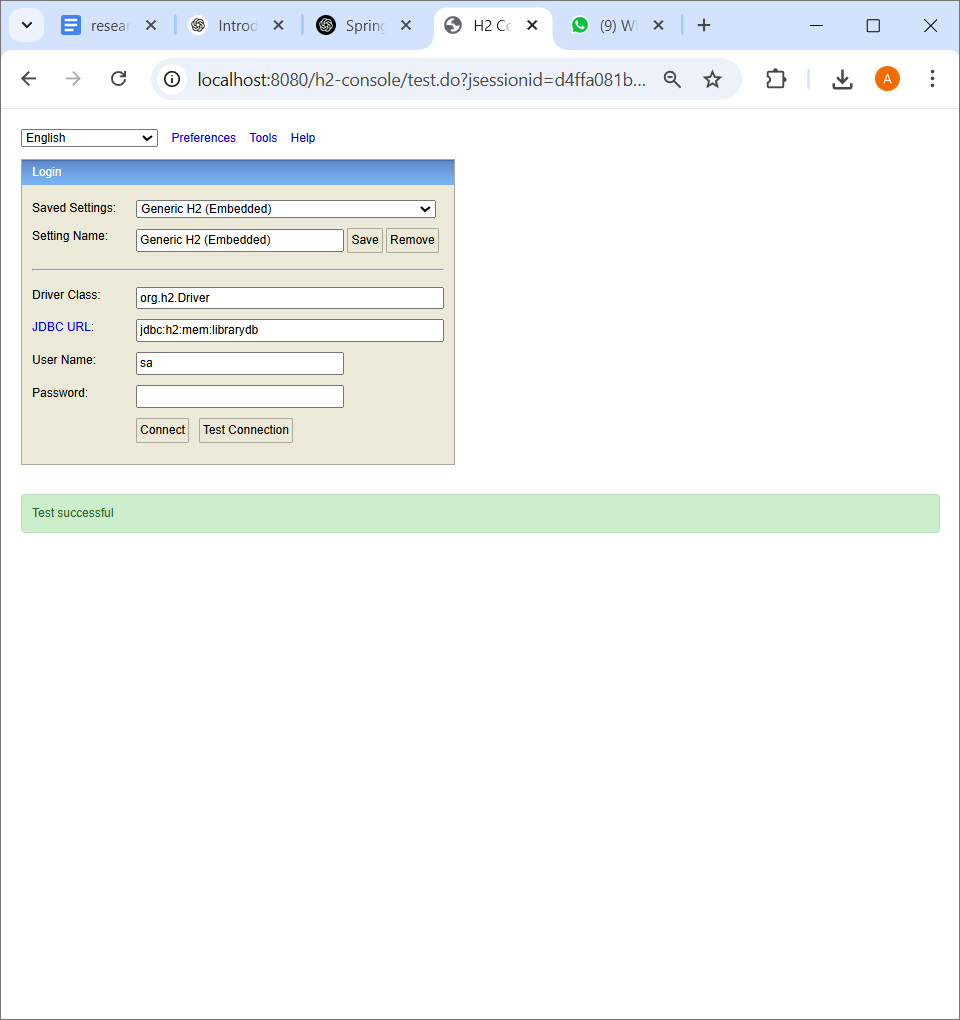 resear
Introd
Spring
H2 Co
(9) W
localhost:8080/h2-console/test.do?jsessionid=d4ffa081b...
A
English Preferences Tools Help
Login
Saved Settings: Generic H2 (Embedded)
Setting Name: Generic H2 (Embedded) Save Remove
Driver Class: org.h2.Driver
JDBC URL: jdbc:h2:mem:librarydb
User Name: sa
Password:
Connect Test Connection
Test successful